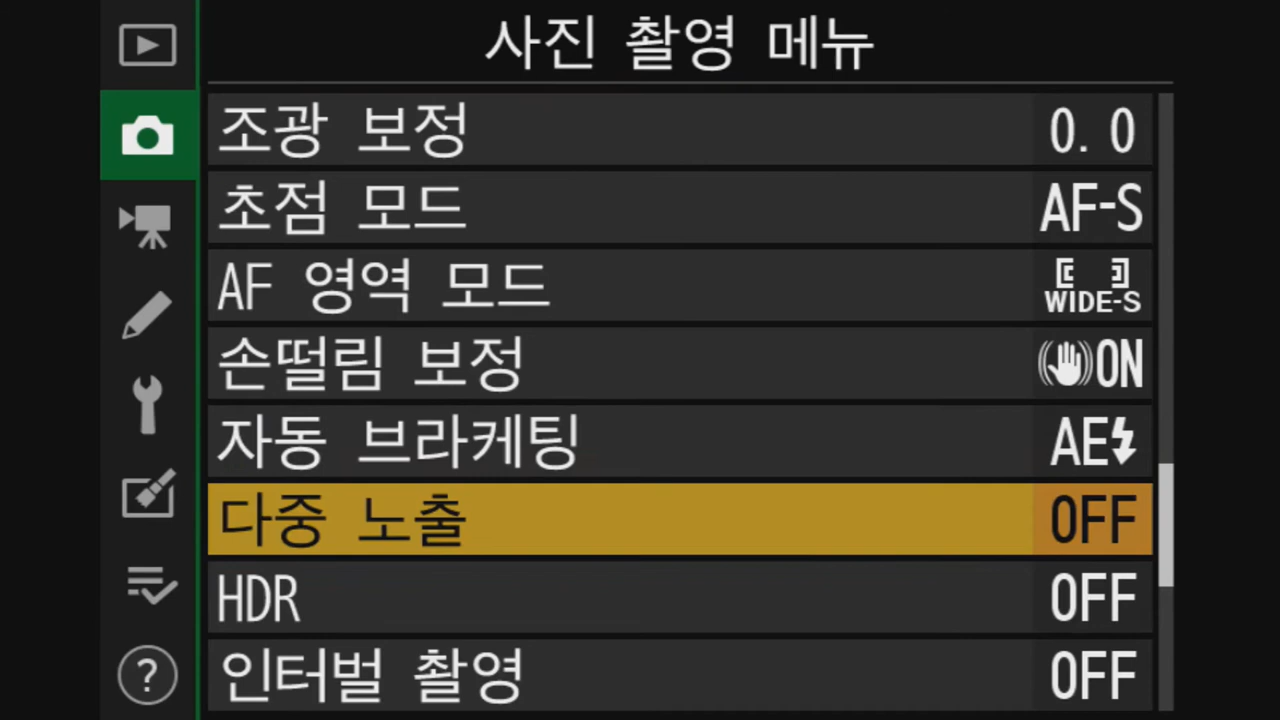 사진 촬영 메뉴
조광 보정 0.0
초점 모드 AF-S
AF 영역 모드 [ ] WIDE-S
손떨림 보정 ON
자동 브라케팅 AE⚡
다중 노출 OFF
HDR OFF
인터벌 촬영 OFF
?